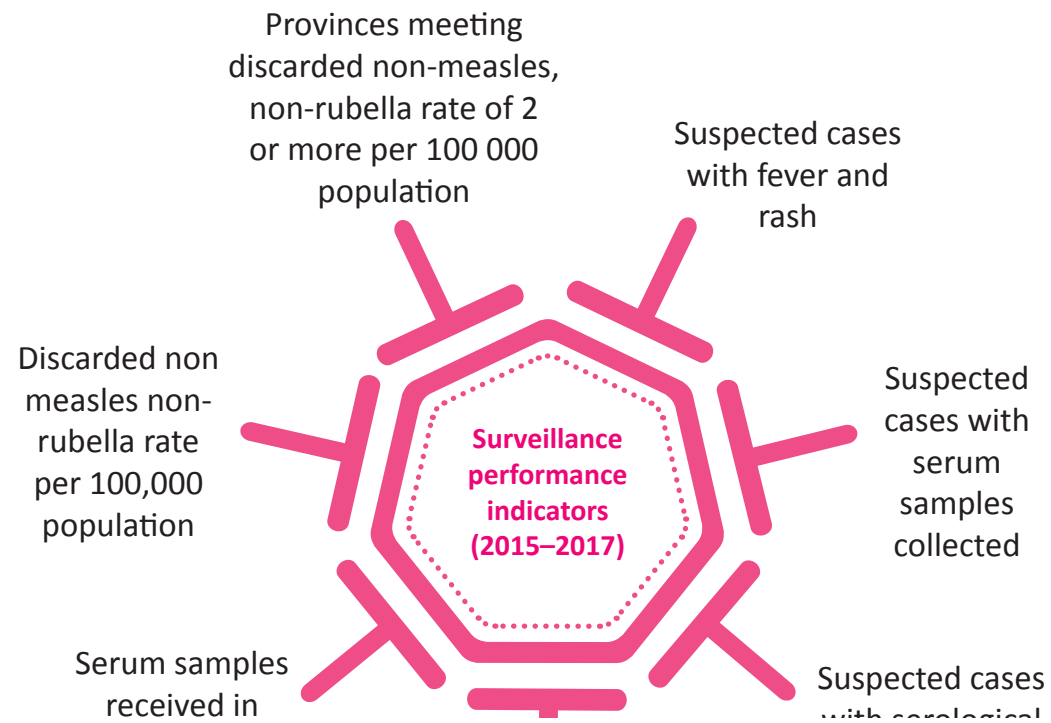 Provinces meeting
discarded non-measles,
non-rubella rate of 2
or more per 100 000
population
Suspected cases
with fever and
rash
Discarded non
measles non-
rubella rate
per 100,000
population
Surveillance
performance
indicators
(2015–2017)
Suspected
cases with
serum
samples
collected
Serum samples
received in
Suspected cases
with serological